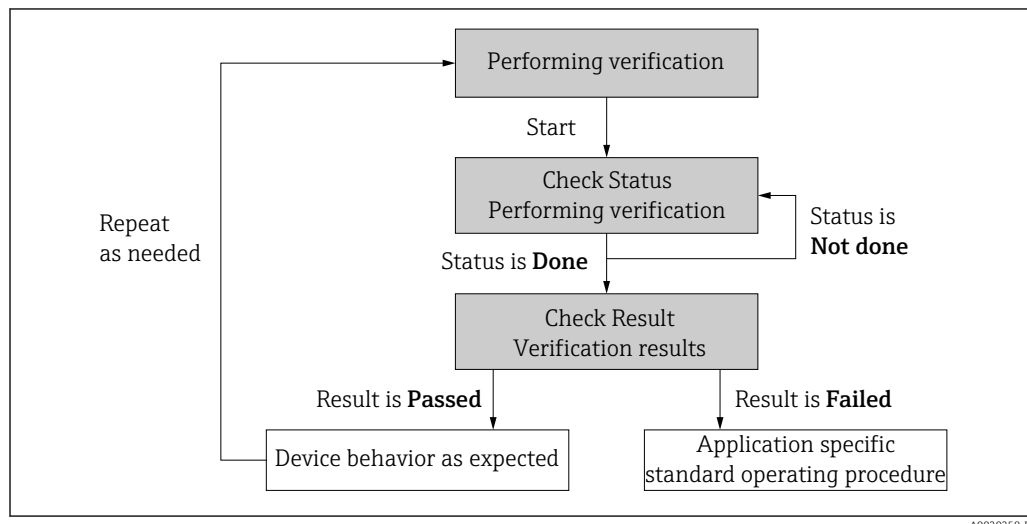 Performing verification
Start
Check Status
Performing verification
Repeat
as needed
Status is
Not done
Status is Done
Check Result
Verification results
Result is Passed
Result is Failed
Device behavior as expected
Application specific
standard operating procedure